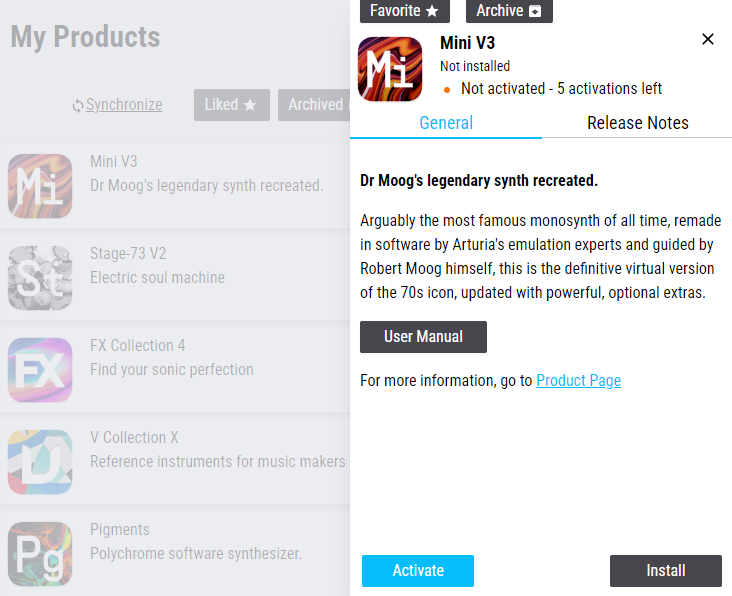 My Products
Synchronize
Liked
Archived
Mini V3
Dr Moog's legendary synth recreated.
Mi
Stage-73 V2
Electric soul machine
St
FX Collection 4
Find your sonic perfection
FX
V Collection X
Reference instruments for music makers
Pigments
Polychrome software synthesizer.
Pg
Favorite
Archive
Mi
Mini V3
Not installed
Not activated - 5 activations left
General
Release Notes
Dr Moog's legendary synth recreated.
Arguably the most famous monosynth of all time, remade
in software by Arturia's emulation experts and guided by
Robert Moog himself, this is the definitive virtual version
of the 70s icon, updated with powerful, optional extras.
User Manual
For more information, go to Product Page
Activate
Install